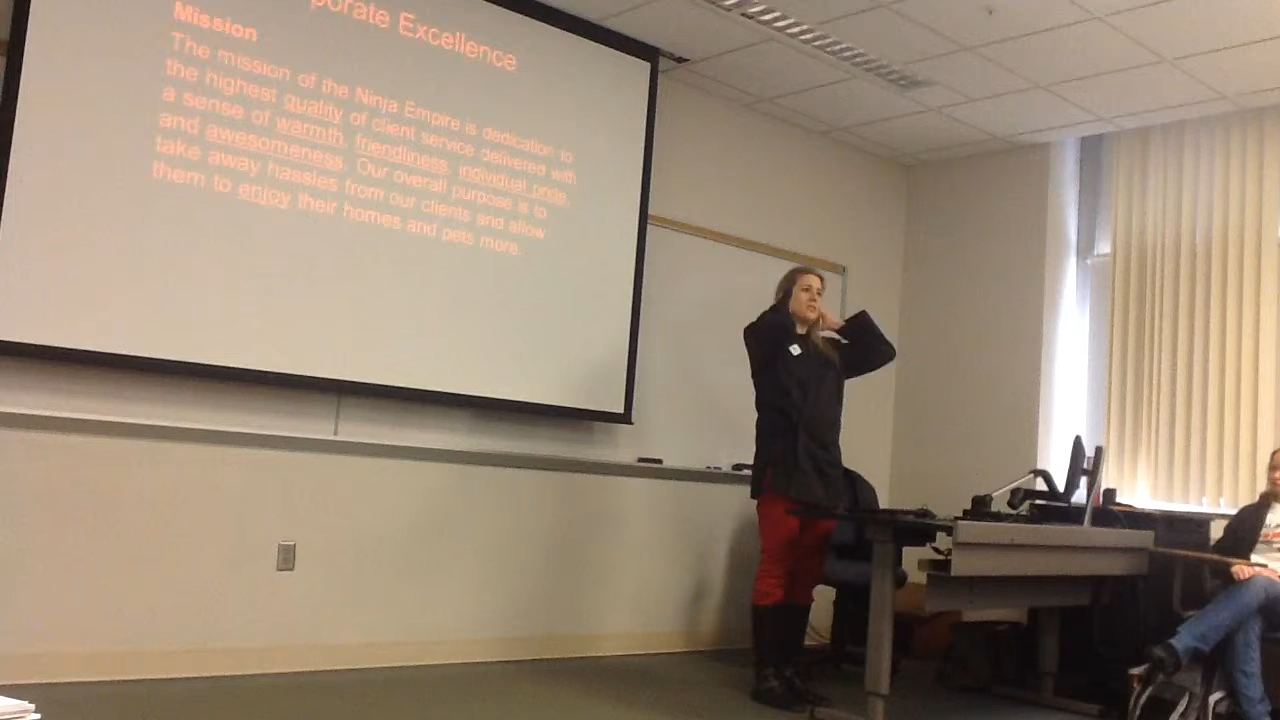 porate Excellence
Mission
The mission of the Ninja Empire is dedication to
the highest quality of client service delivered with
a sense of warmth, friendliness, individual pride,
and awesomeness. Our overall purpose is to
take away hassles from our clients and allow
them to enjoy their homes and pets more.